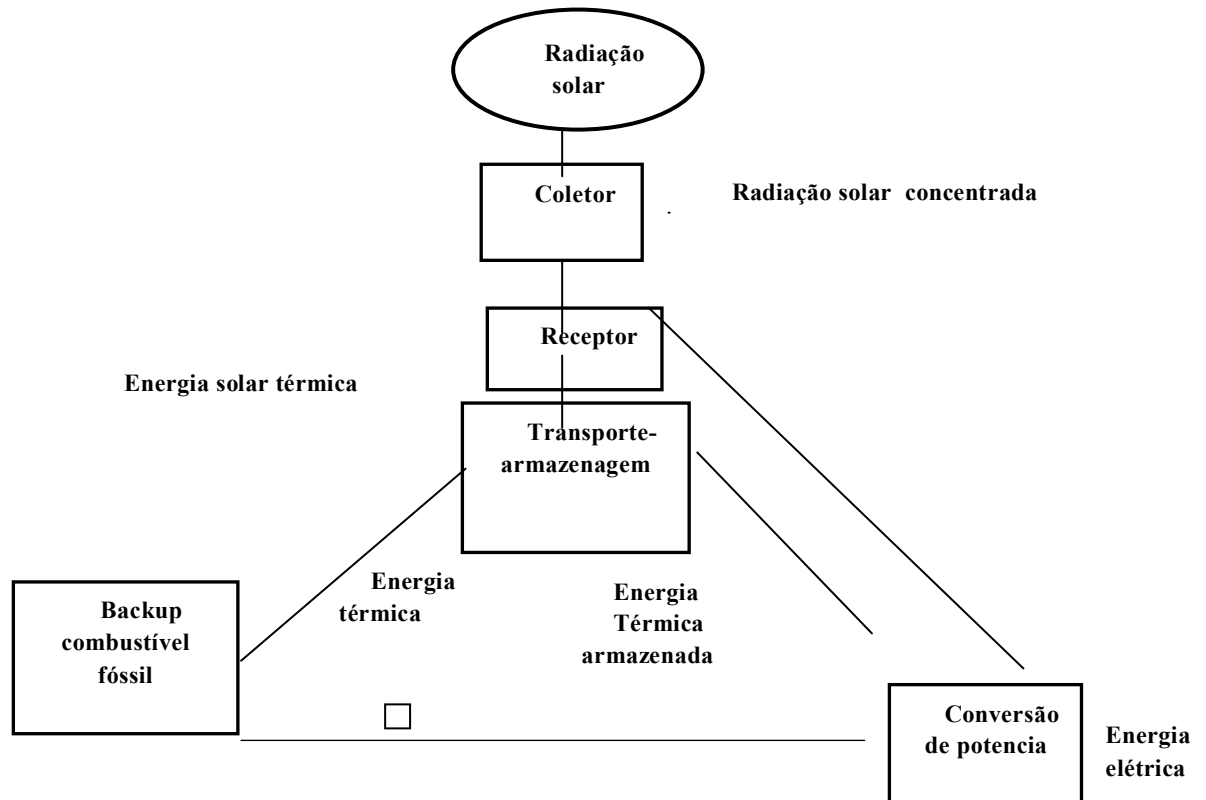 Radiação
solar
Coletor
Radiação solar concentrada
Receptor
Energia solar térmica
Transporte-
armazenagem
Energia
térmica
Energia
Térmica
armazenada
Backup
combustível
fóssil
Conversão
de potencia
Energia
elétrica